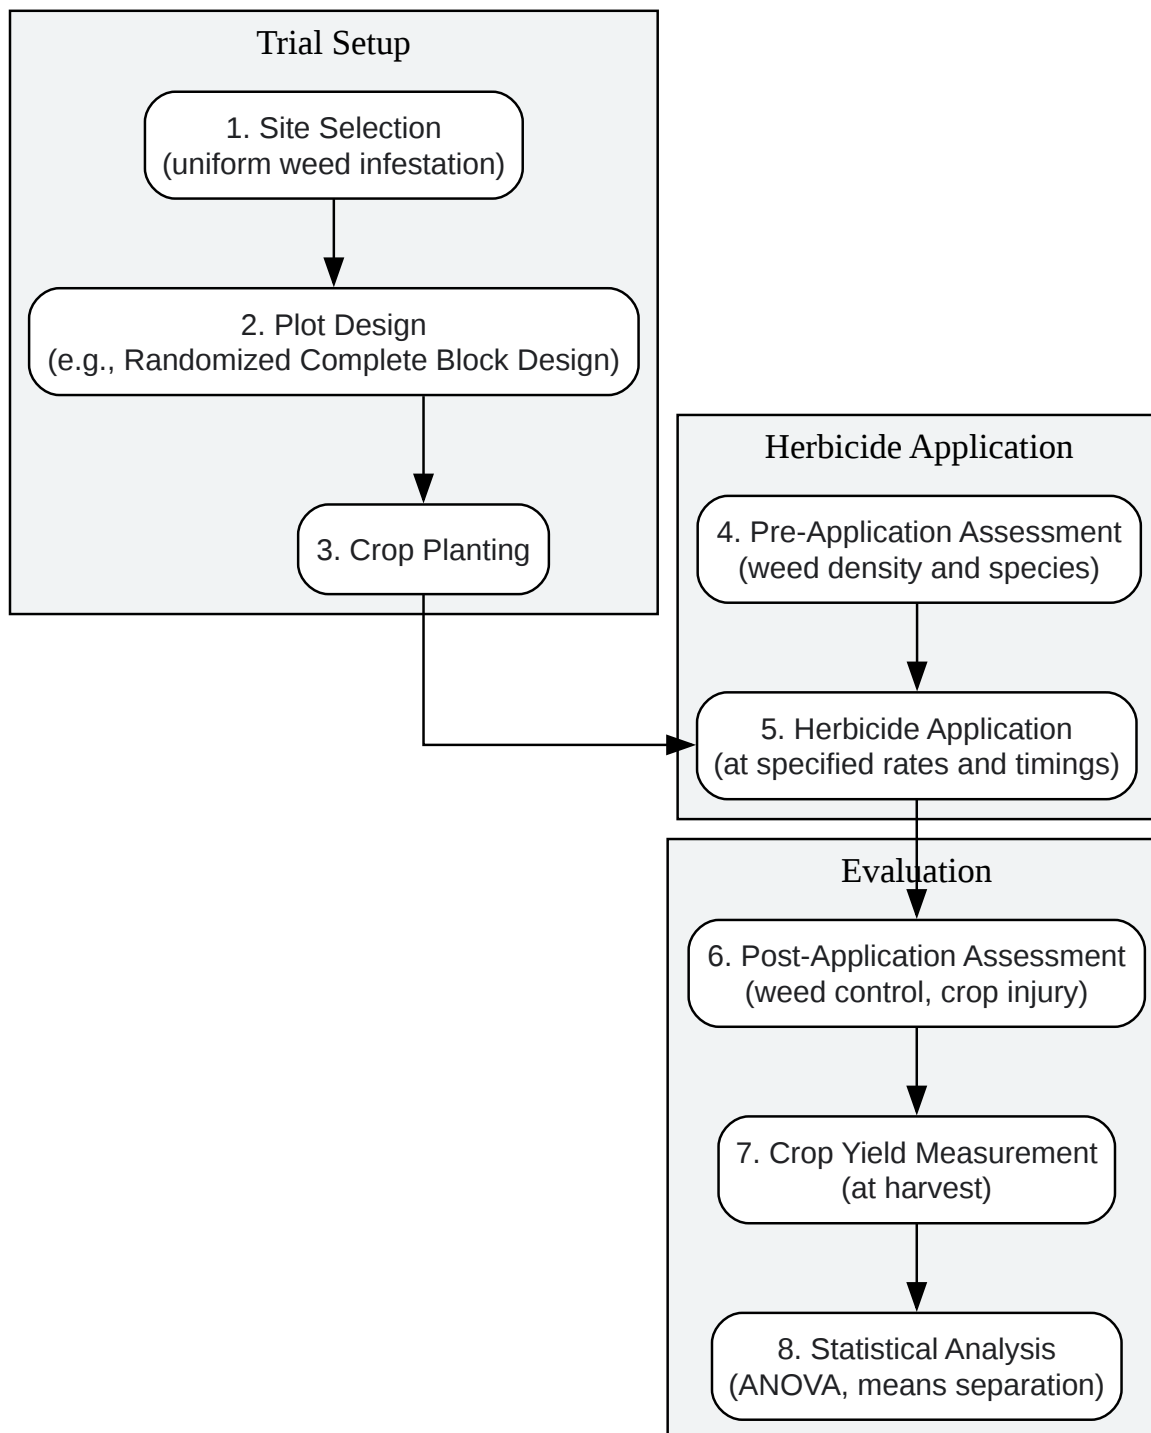 Trial Setup
1. Site Selection
(uniform weed infestation)
2. Plot Design
(e.g., Randomized Complete Block Design)
3. Crop Planting
Herbicide Application
4. Pre-Application Assessment
(weed density and species)
5. Herbicide Application
(at specified rates and timings)
Evaluation
6. Post-Application Assessment
(weed control, crop injury)
7. Crop Yield Measurement
(at harvest)
8. Statistical Analysis
(ANOVA, means separation)